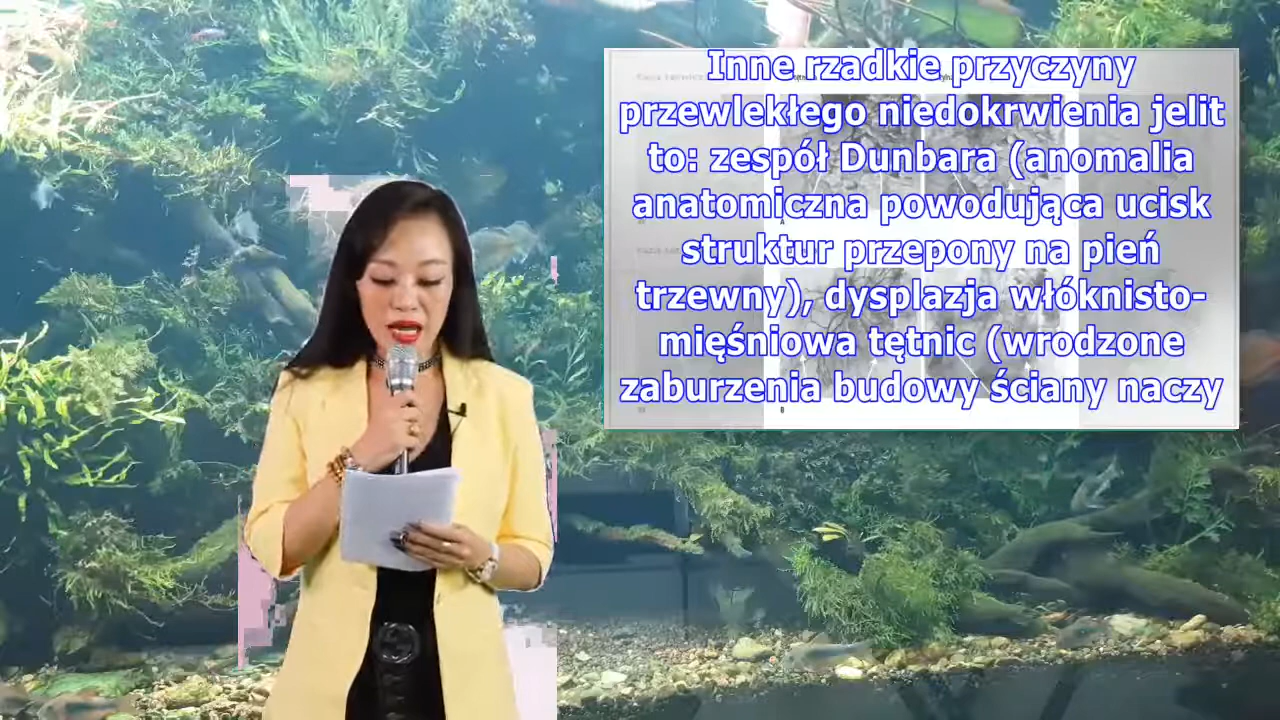 Inne rzadkie przyczyny
przewlekłego niedokrwienia jelit
to: zespół Dunbara (anomalia
anatomiczna powodująca ucisk
struktur przepony na pień
trzewny), dysplazja włóknisto-
mięśniowa tętnic (wrodzone
zaburzenia budowy ściany naczy
A
B